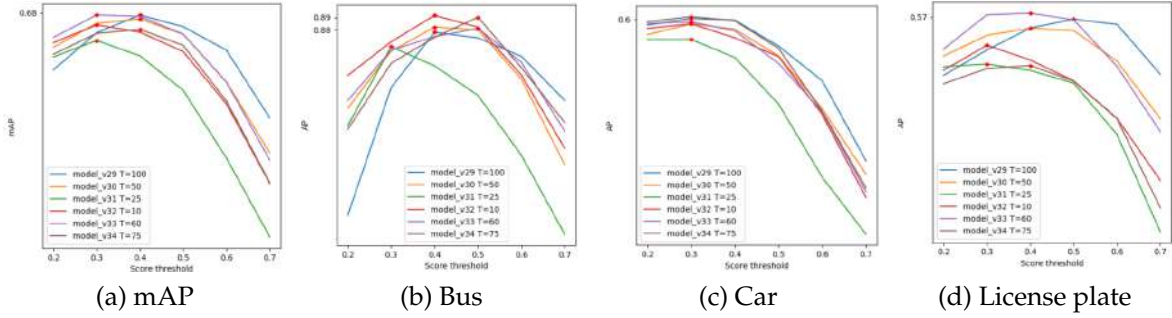 0.68
mAP
model_v29 T=100
model_v30 T=50
model_v31 T=25
model_v32 T=10
model_v33 T=60
model_v34 T=75
0.2 0.3 0.4 0.5 0.6 0.7
Score threshold
(a) mAP
0.89
0.88
AP
model_v29 T=100
model_v30 T=50
model_v31 T=25
model_v32 T=10
model_v33 T=60
model_v34 T=75
0.2 0.3 0.4 0.5 0.6 0.7
Score threshold
(b) Bus
0.6
AP
model_v29 T=100
model_v30 T=50
model_v31 T=25
model_v32 T=10
model_v33 T=60
model_v34 T=75
0.2 0.3 0.4 0.5 0.6 0.7
Score threshold
(c) Car
0.57
AP
model_v29 T=100
model_v30 T=50
model_v31 T=25
model_v32 T=10
model_v33 T=60
model_v34 T=75
0.2 0.3 0.4 0.5 0.6 0.7
Score threshold
(d) License plate